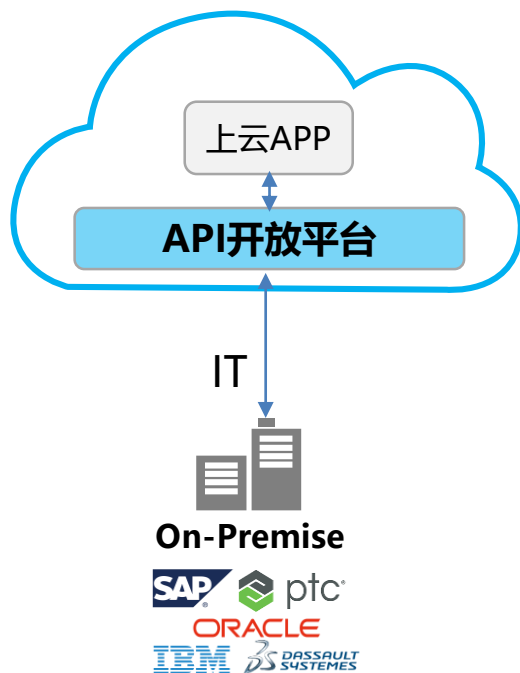 上云APP
API开放平台
IT
On-Premise
SAP ® ptc®
ORACLE
IBM DASSAULT
SYSTEMES